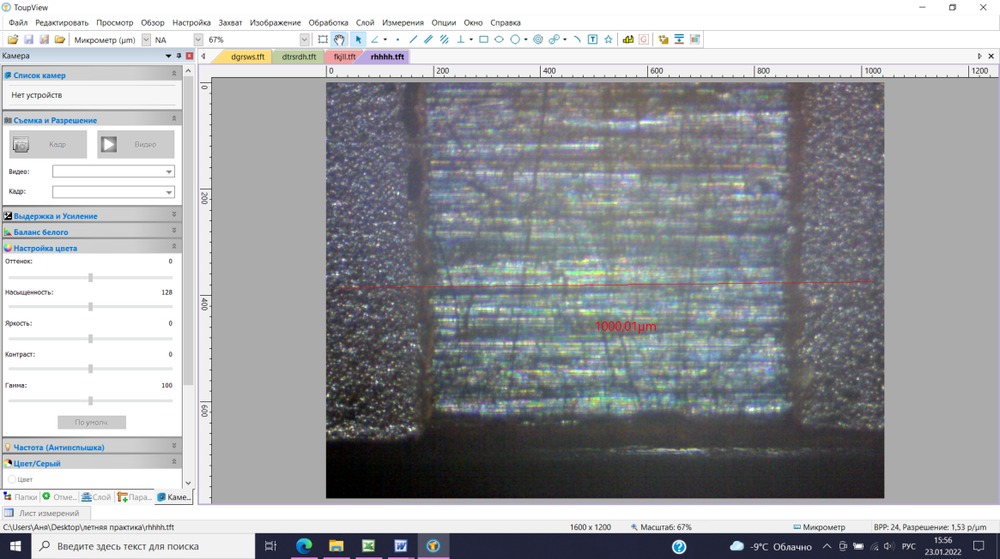 ToupView
Файл Редактировать Просмотр Обзор Настройка Захват Изображение Обработка Слой Измерения Опции Окно Справка
Микрометр (µm) NA 67%
Камера
dgrsws.tft dtrsrdh.tft fkjll.tft rhhhh.tft
Список камер
Нет устройств
Съемка и Разрешение
Кадр Видео
Видео:
Кадр:
Выдержка и Усиление
Баланс белого
Настройка цвета
Оттенок: 0
Насыщенность: 128
Яркость: 0
Контраст: 0
Гамма: 100
По умолч.
Частота (Антивспышка)
Цвет/Серый
Цвет
0 200 400 600 800 1000 1200
0
200
400
600
1000.01µm
Папки Отме... Слой Пара... Каме...
Лист измерений
C:\Users\Аня\Desktop\летняя практика\rhhhh.tft 1600 x 1200 Масштаб: 67% Микрометр BPP: 24, Разрешение: 1,53 p/µm
Введите здесь текст для поиска
-9°C Облачно РУС
15:56
23.01.2022